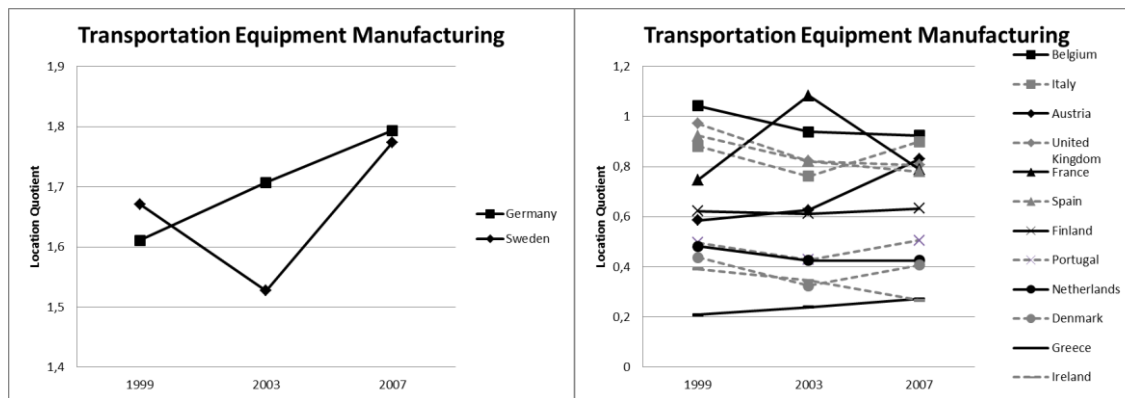 Transportation Equipment Manufacturing
1,9
1,8
1,7
1,6
1,5
1,4
Location Quotient
1999 2003 2007
Germany
Sweden
Transportation Equipment Manufacturing
1,2
1
0,8
0,6
0,4
0,2
0
Location Quotient
1999 2003 2007
Belgium
Italy
Austria
United
Kingdom
France
Spain
Finland
Portugal
Netherlands
Denmark
Greece
Ireland